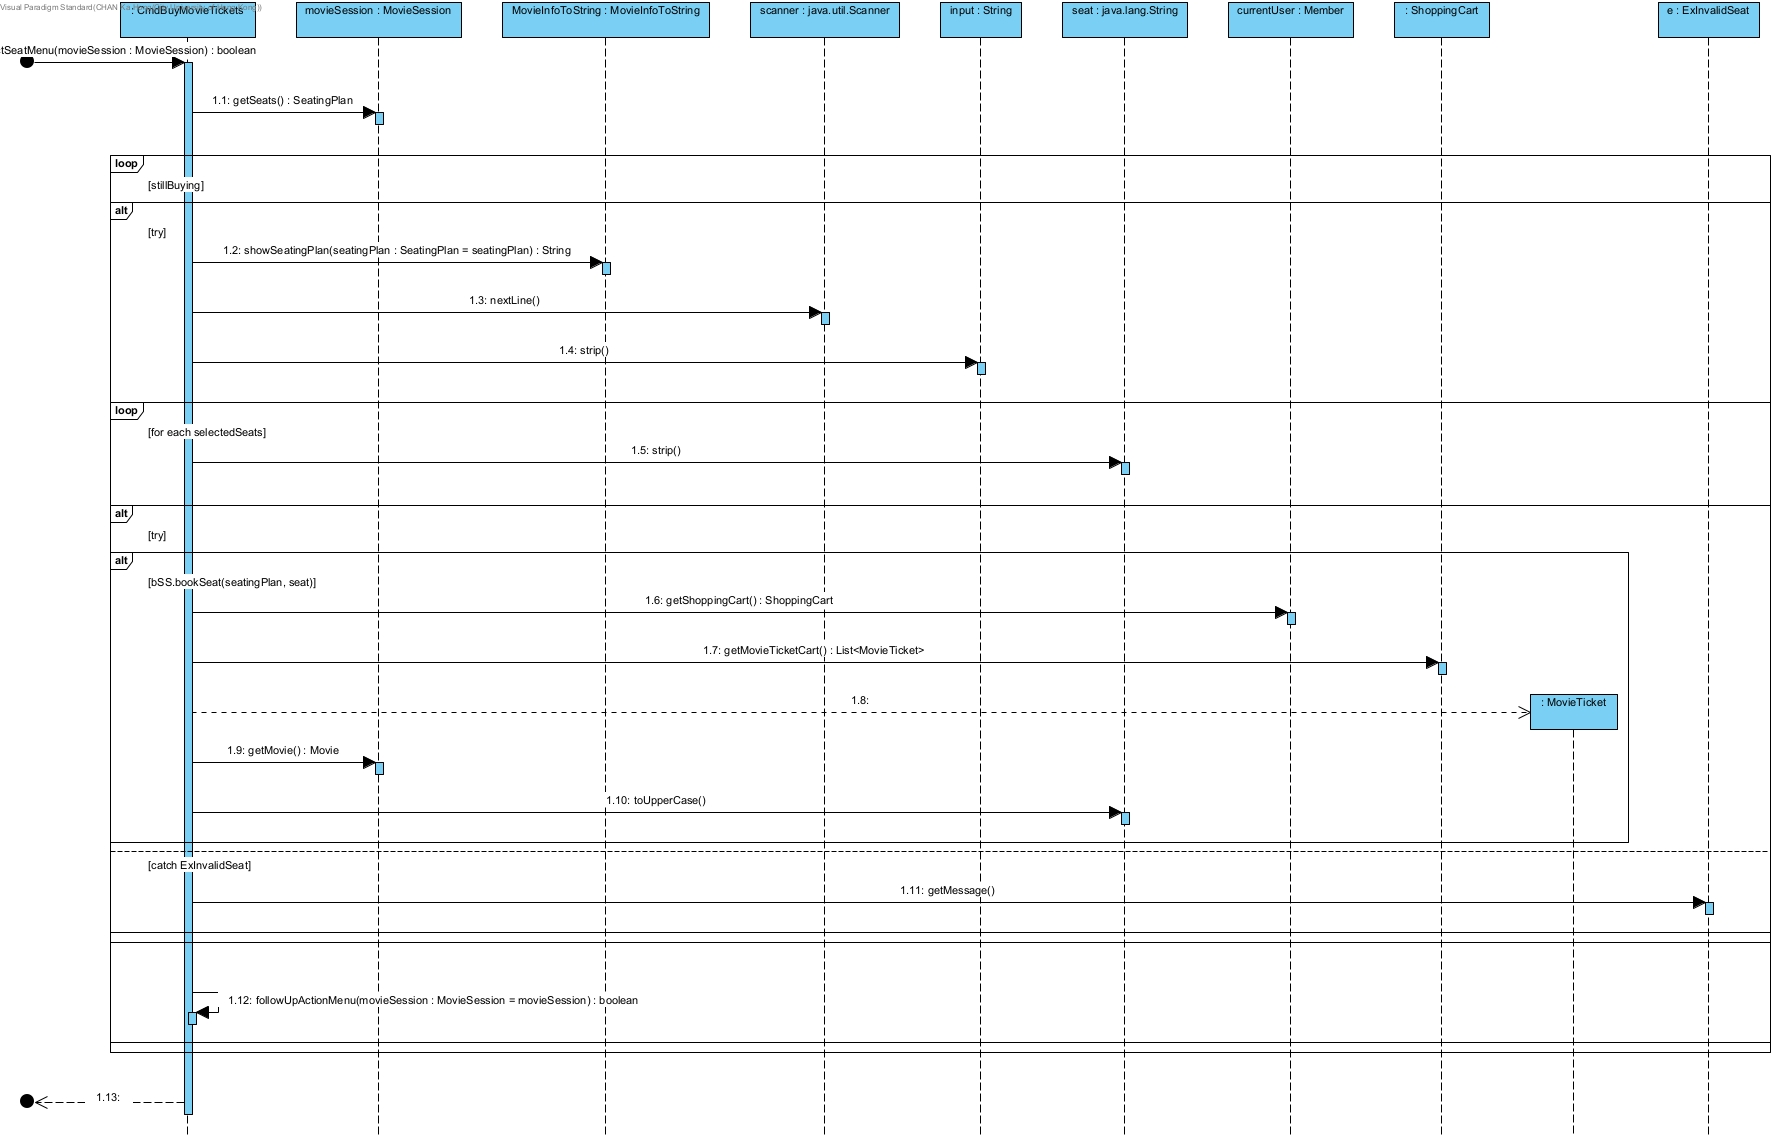 Visual Paradigm Standard(CHAN Ka
: CmdBuyMovieTickets
movieSession : MovieSession
MovieInfoToString : MovieInfoToString
scanner : java.util.Scanner
input : String
seat : java.lang.String
currentUser : Member
: ShoppingCart
e : ExInvalidSeat
tSeatMenu(movieSession : MovieSession) : boolean
1.1: getSeats() : SeatingPlan
loop
[stillBuying]
alt
[try]
1.2: showSeatingPlan(seatingPlan : SeatingPlan = seatingPlan) : String
1.3: nextLine()
1.4: strip()
loop
[for each selectedSeats]
1.5: strip()
alt
[try]
alt
[bSS.bookSeat(seatingPlan, seat)]
1.6: getShoppingCart() : ShoppingCart
1.7: getMovieTicketCart() : List<MovieTicket>
1.8:
: MovieTicket
1.9: getMovie() : Movie
1.10: toUpperCase()
[catch ExInvalidSeat]
1.11: getMessage()
1.12: followUpActionMenu(movieSession : MovieSession = movieSession) : boolean
1.13: